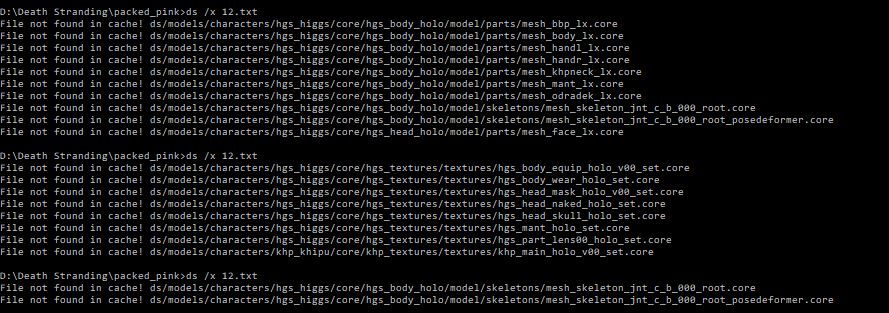 D:\Death Stranding\packed_pink>ds /x 12.txt
File not found in cache! ds/models/characters/hgs_higgs/core/hgs_body_holo/model/parts/mesh_bbp_lx.core
File not found in cache! ds/models/characters/hgs_higgs/core/hgs_body_holo/model/parts/mesh_body_lx.core
File not found in cache! ds/models/characters/hgs_higgs/core/hgs_body_holo/model/parts/mesh_handl_lx.core
File not found in cache! ds/models/characters/hgs_higgs/core/hgs_body_holo/model/parts/mesh_handr_lx.core
File not found in cache! ds/models/characters/hgs_higgs/core/hgs_body_holo/model/parts/mesh_khpneck_lx.core
File not found in cache! ds/models/characters/hgs_higgs/core/hgs_body_holo/model/parts/mesh_mant_lx.core
File not found in cache! ds/models/characters/hgs_higgs/core/hgs_body_holo/model/parts/mesh_odradek_lx.core
File not found in cache! ds/models/characters/hgs_higgs/core/hgs_body_holo/model/skeletons/mesh_skeleton_jnt_c_b_000_root.core
File not found in cache! ds/models/characters/hgs_higgs/core/hgs_body_holo/model/skeletons/mesh_skeleton_jnt_c_b_000_root_posedeformer.core
File not found in cache! ds/models/characters/hgs_higgs/core/hgs_head_holo/model/parts/mesh_face_lx.core
D:\Death Stranding\packed_pink>ds /x 12.txt
File not found in cache! ds/models/characters/hgs_higgs/core/hgs_textures/textures/hgs_body_equip_holo_v00_set.core
File not found in cache! ds/models/characters/hgs_higgs/core/hgs_textures/textures/hgs_body_wear_holo_set.core
File not found in cache! ds/models/characters/hgs_higgs/core/hgs_textures/textures/hgs_head_mask_holo_v00_set.core
File not found in cache! ds/models/characters/hgs_higgs/core/hgs_textures/textures/hgs_head_naked_holo_set.core
File not found in cache! ds/models/characters/hgs_higgs/core/hgs_textures/textures/hgs_head_skull_holo_set.core
File not found in cache! ds/models/characters/hgs_higgs/core/hgs_textures/textures/hgs_mant_holo_set.core
File not found in cache! ds/models/characters/hgs_higgs/core/hgs_textures/textures/hgs_part_lens00_holo_set.core
File not found in cache! ds/models/characters/khp_khipu/core/khp_textures/textures/khp_main_holo_v00_set.core
D:\Death Stranding\packed_pink>ds /x 12.txt
File not found in cache! ds/models/characters/hgs_higgs/core/hgs_body_holo/model/skeletons/mesh_skeleton_jnt_c_b_000_root.core
File not found in cache! ds/models/characters/hgs_higgs/core/hgs_body_holo/model/skeletons/mesh_skeleton_jnt_c_b_000_root_posedeformer.core